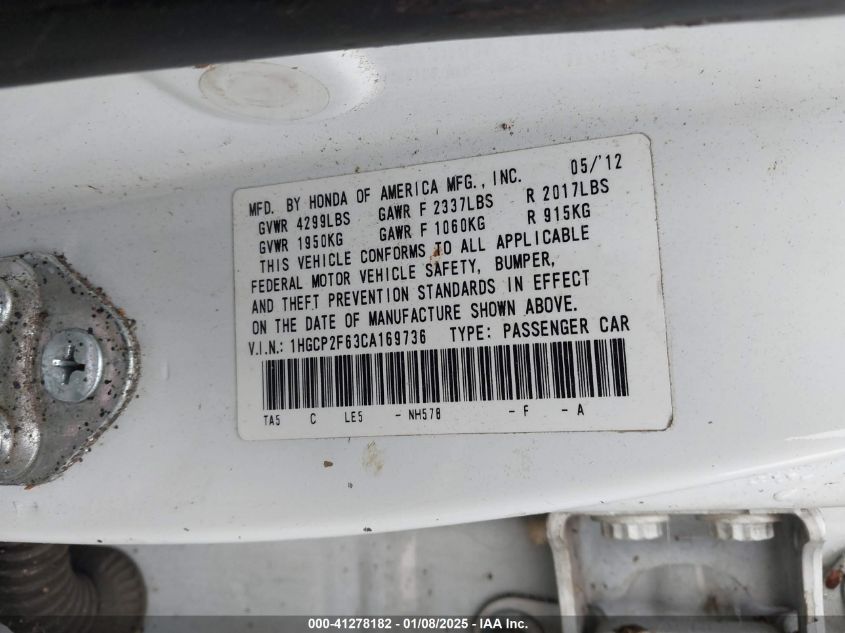 MFD. BY HONDA OF AMERICA MFG., INC. 05/'12
GVWR 4299LBS GAWR F 2337LBS R 2017LBS
GVWR 1950KG GAWR F 1060KG R 915KG
THIS VEHICLE CONFORMS TO ALL APPLICABLE
FEDERAL MOTOR VEHICLE SAFETY, BUMPER,
AND THEFT PREVENTION STANDARDS IN EFFECT
ON THE DATE OF MANUFACTURE SHOWN ABOVE.
V.I.N.: 1HGCP2F63CA169736 TYPE: PASSENGER CAR
TA5 C LE5 - NH578 - F - A
000-41278182 - 01/08/2025 - IAA Inc.